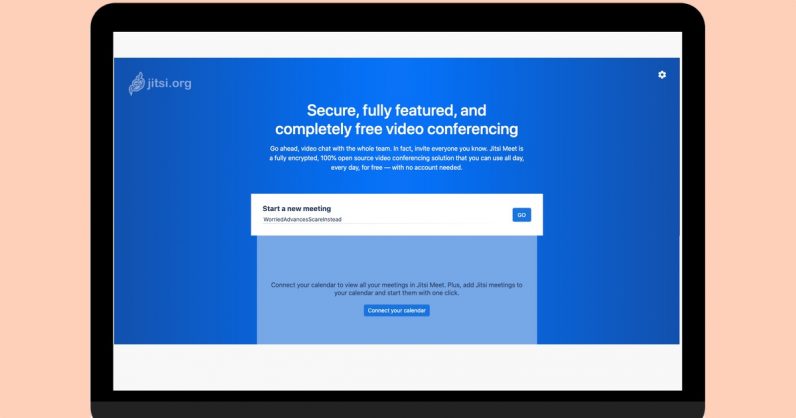 jitsi.org
Secure, fully featured, and
completely free video conferencing
Go ahead, video chat with the whole team. In fact, invite everyone you know. Jitsi Meet is
a fully encrypted, 100% open source video conferencing solution that you can use all day,
every day, for free — with no account needed.
Start a new meeting
WorriedAdvancesScareInstead
GO
Connect your calendar to view all your meetings in Jitsi Meet. Plus, add Jitsi meetings to
your calendar and start them with one click.
Connect your calendar